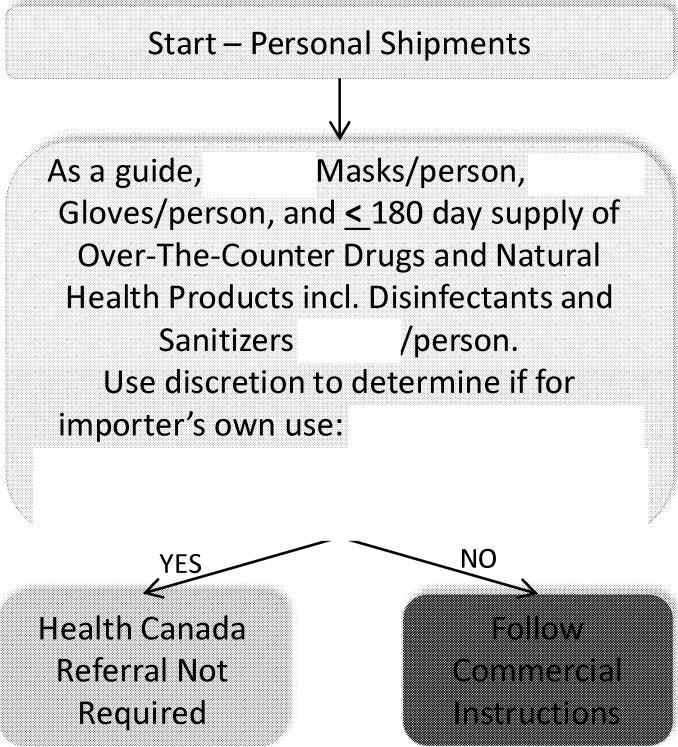 Start – Personal Shipments
As a guide, Masks/person,
Gloves/person, and < 180 day supply of
Over-The-Counter Drugs and Natural
Health Products incl. Disinfectants and
Sanitizers /person.
Use discretion to determine if for
importer’s own use:
YES
NO
Health Canada
Referral Not
Required
Follow
Commercial
Instructions